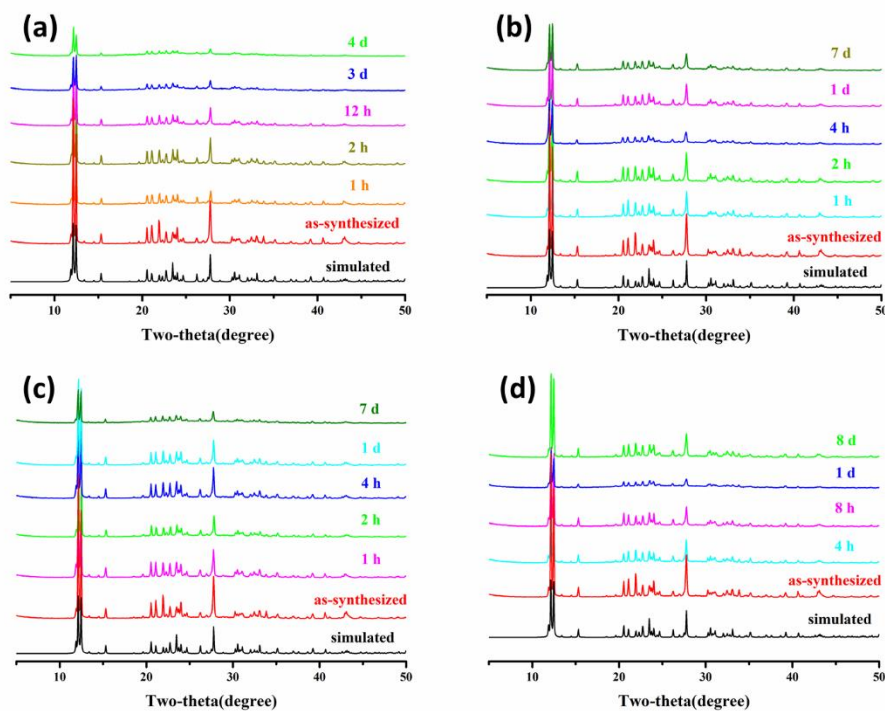 (a)
4 d
3 d
12 h
2 h
1 h
as-synthesized
simulated
10 20 30 40 50
Two-theta(degree)
(b)
7 d
1 d
4 h
2 h
1 h
as-synthesized
simulated
10 20 30 40 50
Two-theta(degree)
(c)
7 d
1 d
4 h
2 h
1 h
as-synthesized
simulated
10 20 30 40 50
Two-theta(degree)
(d)
8 d
1 d
8 h
4 h
as-synthesized
simulated
10 20 30 40 50
Two-theta(degree)